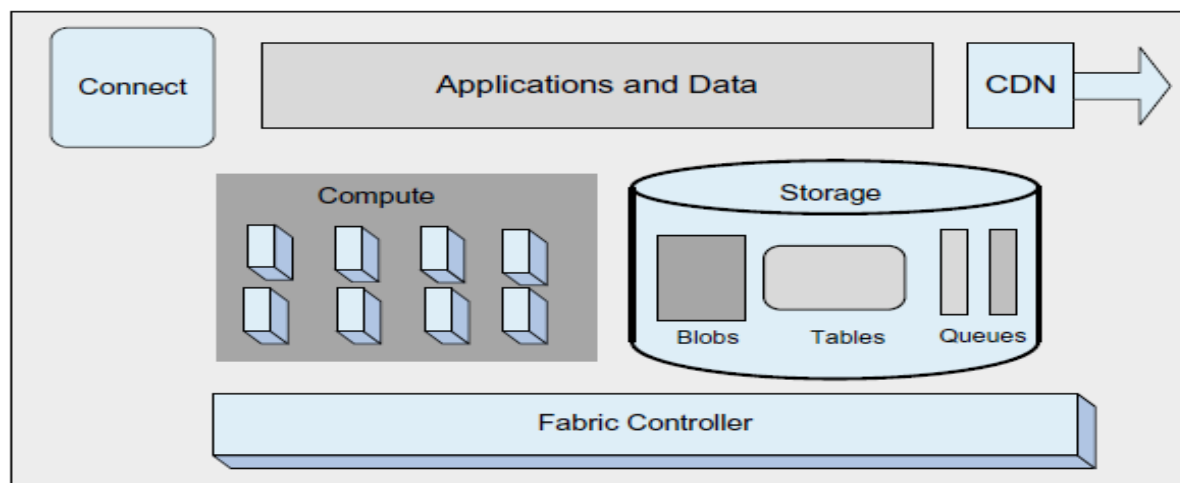 Connect
Applications and Data
CDN
Compute
Storage
Blobs
Tables
Queues
Fabric Controller